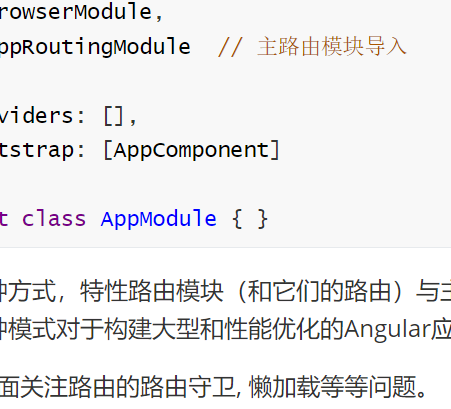 rowserModule,
ppRoutingModule // 主路由模块导入
viders: [],
tstrap: [AppComponent]
t class AppModule { }
种方式，特性路由模块（和它们的路由）与主
种模式对于构建大型和性能优化的Angular应
面关注路由的路由守卫, 懒加载等等问题。